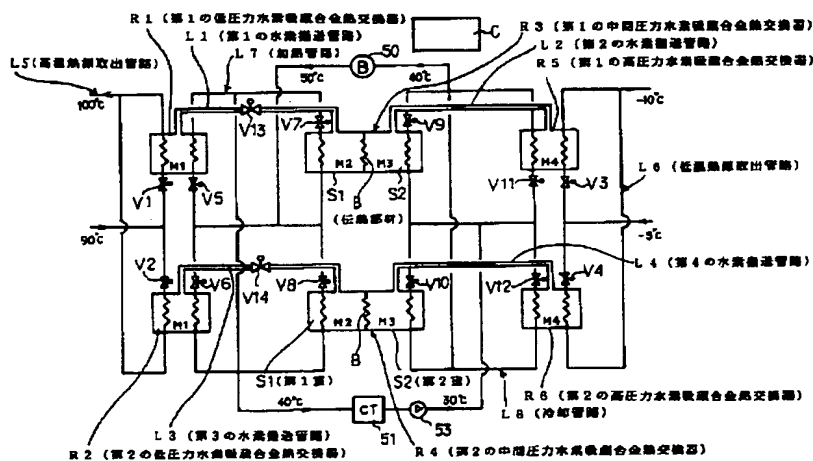 R1 (第1の低圧力水素吸蔵合金熱交換器)
L1 (第1の水素搬送管路)
L7 (加熱管路)
L5(高温熱源取出管路)
50
C
R3 (第1の中間圧力水素吸蔵合金熱交換器)
L2 (第2の水素搬送管路)
R5 (第1の高圧力水素吸蔵合金熱交換器)
100℃
50℃
B
40℃
-10℃
V13
V7
V9
M1
M2
M3
M4
V1
V5
S1
B
(伝熱部材)
S2
V11
V3
L6 (低温熱源取出管路)
90℃
-5℃
L4 (第4の水素搬送管路)
V2
V6
V14
V8
V10
V12
V4
M1
M2
B
M3
M4
S1(第1室)
S2(第2室)
R6 (第2の高圧力水素吸蔵合金熱交換器)
L8 (冷却管路)
40℃
CT
30℃
51
53
L3 (第3の水素搬送管路)
R4 (第2の中間圧力水素吸蔵合金熱交換器)
R2 (第2の低圧力水素吸蔵合金熱交換器)